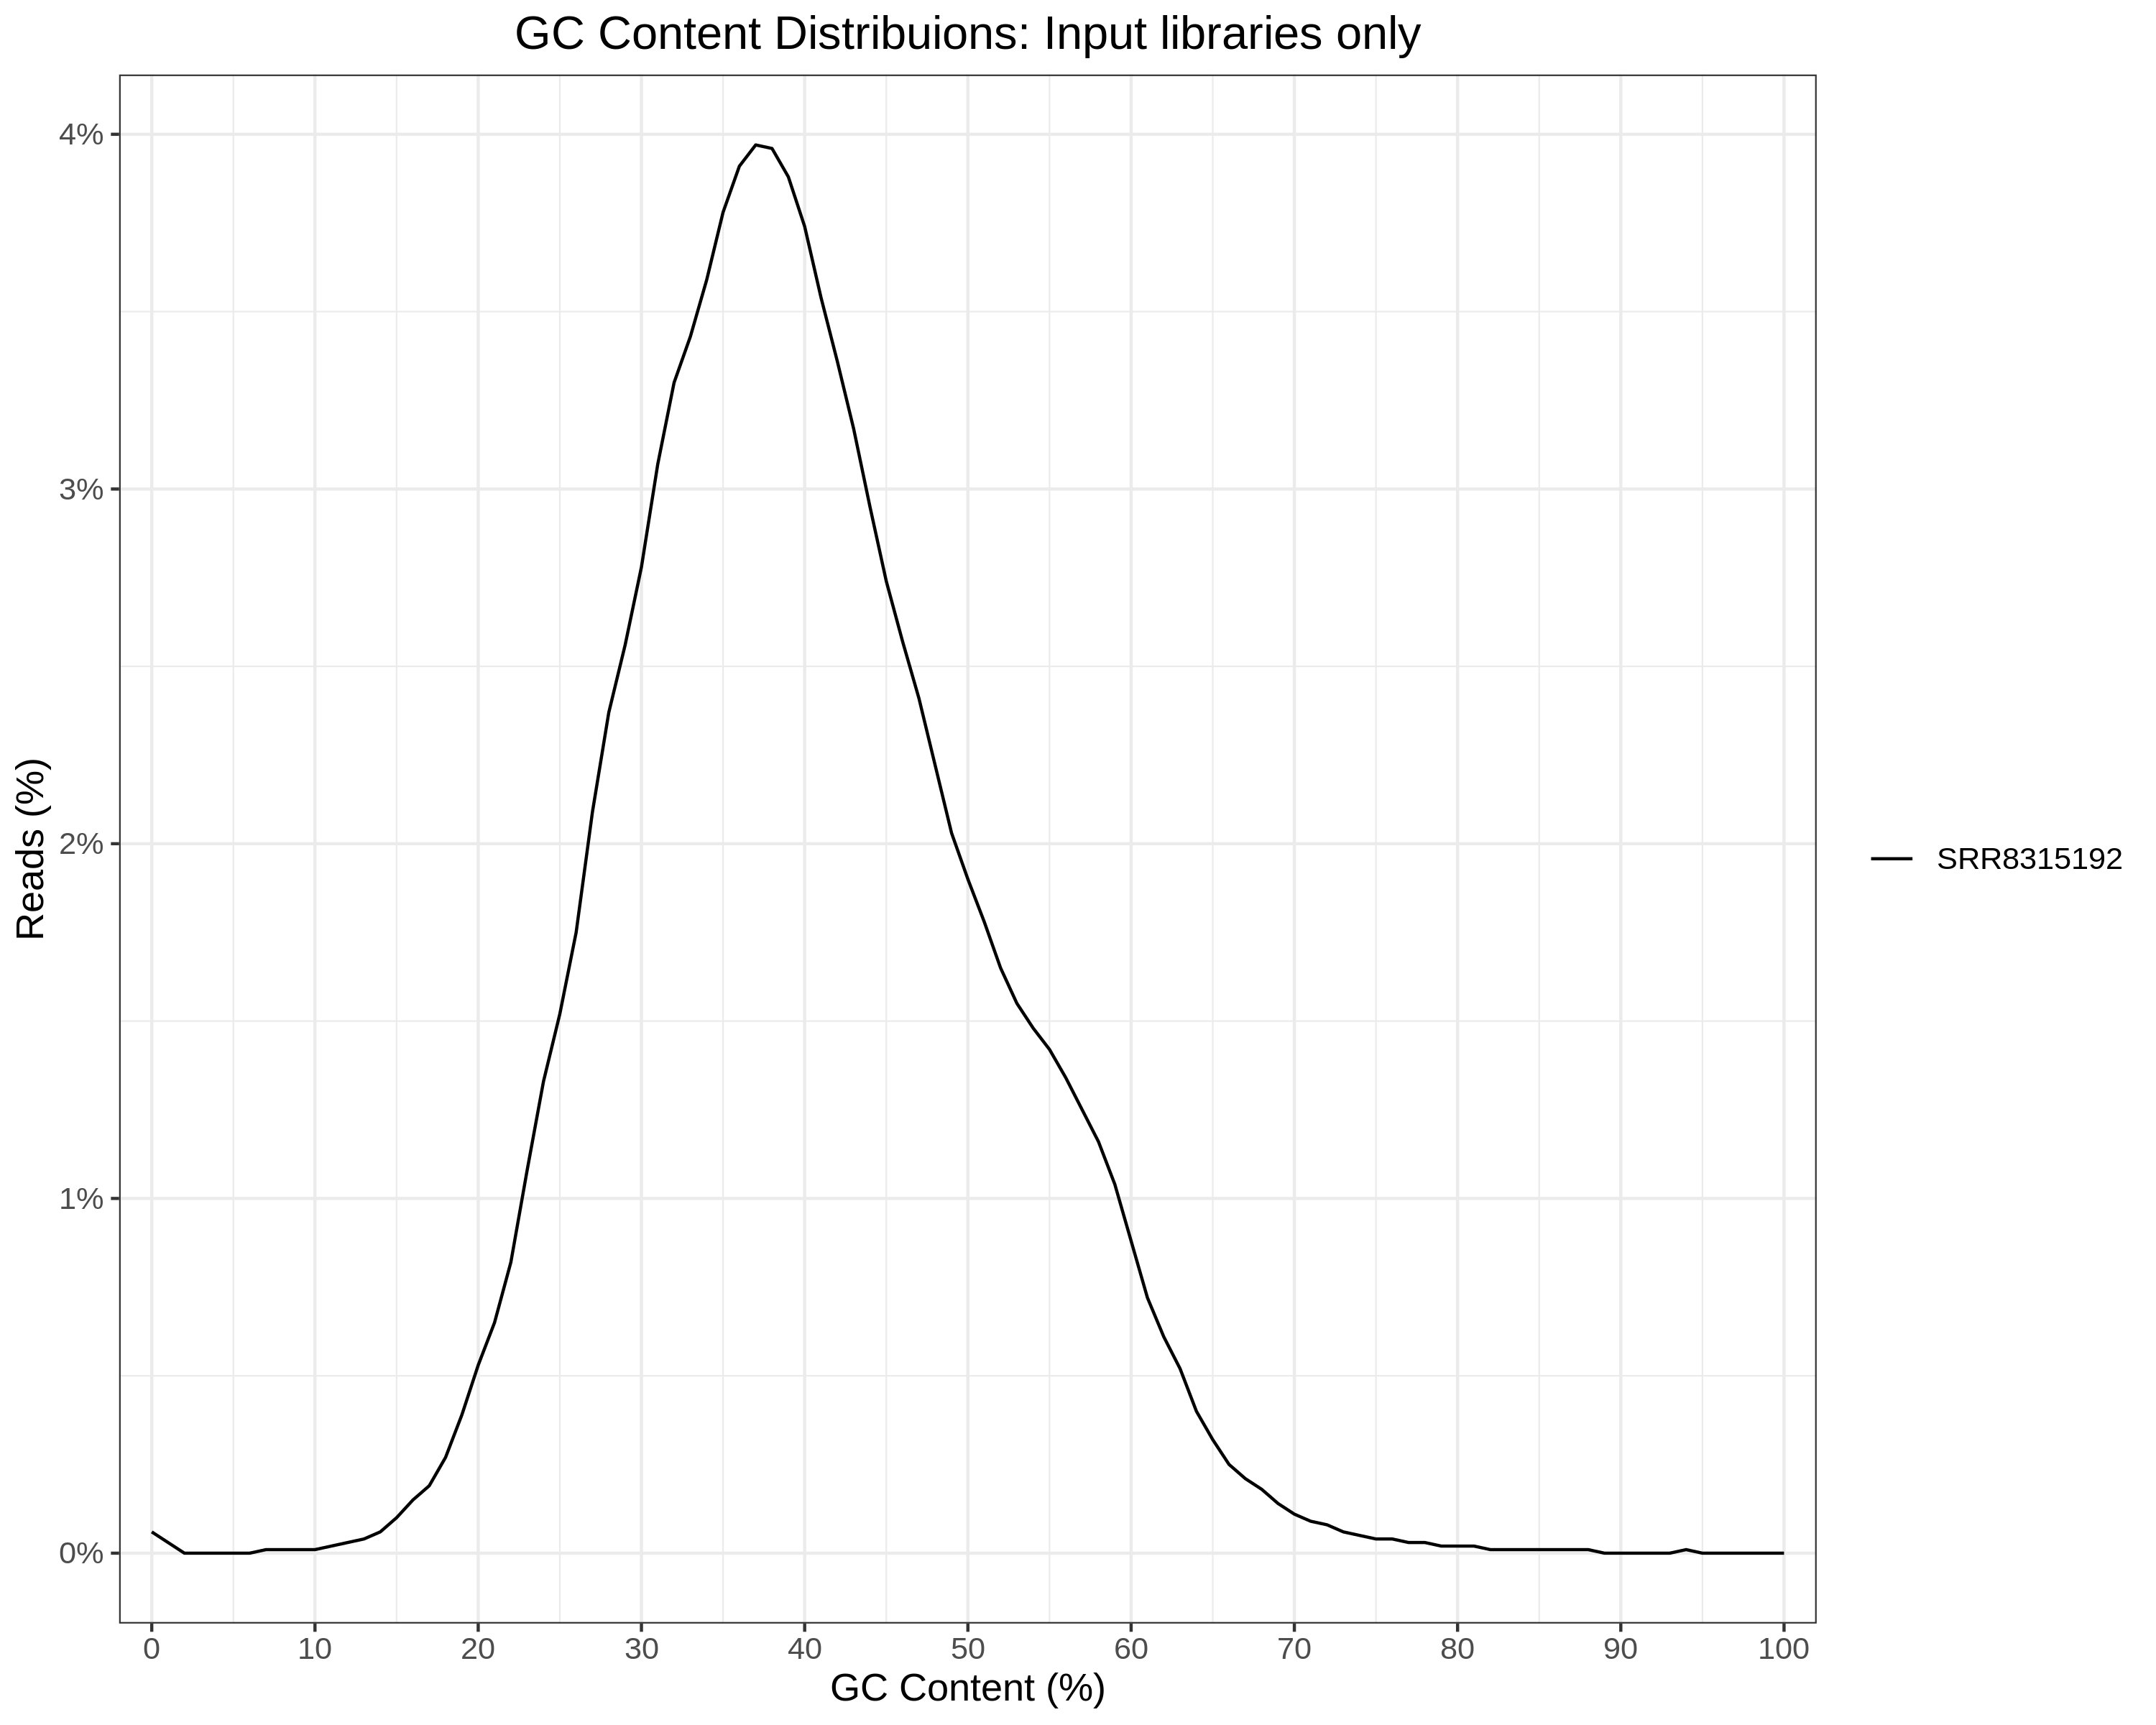 GC Content Distribuions: Input libraries only
4%
3%
2%
1%
0%
Reads (%)
0 10 20 30 40 50 60 70 80 90 100
GC Content (%)
SRR8315192